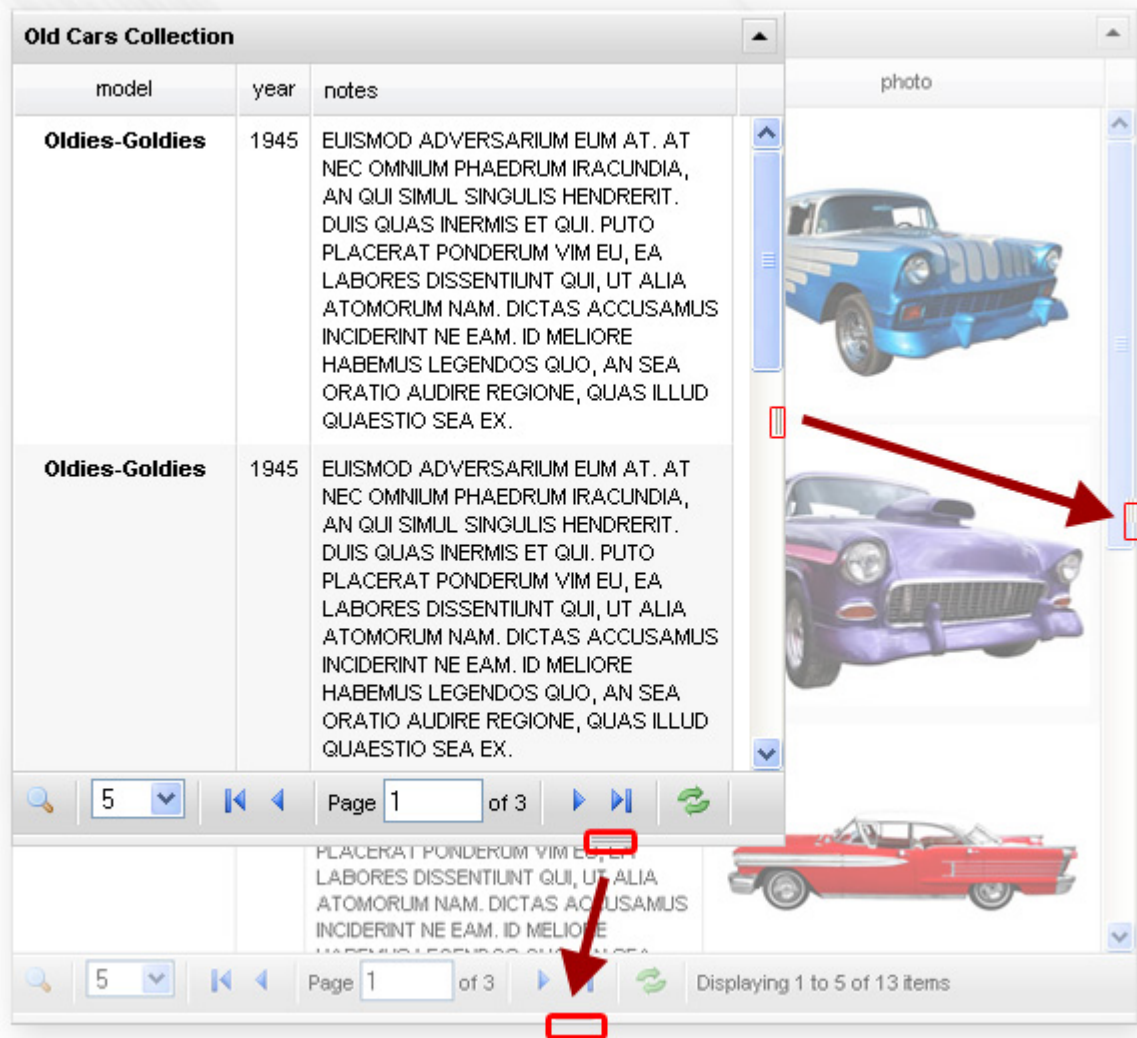 Old Cars Collection
model year notes
photo
Oldies-Goldies 1945 EUISMOD ADVERSARIUM EUM AT. AT
NEC OMNIUM PHAEDRUM IRACUNDIA,
AN QUI SIMUL SINGULIS HENDRERIT.
DUIS QUAS INERMIS ET QUI. PUTO
PLACERAT PONDERUM VIM EU, EA
LABORES DISSENTIUNT QUI, UT ALIA
ATOMORUM NAM. DICTAS ACCUSAMUS
INCIDERINT NE EAM. ID MELIORE
HABEMUS LEGENDOS QUO, AN SEA
ORATIO AUDIRE REGIONE, QUAS ILLUD
QUAESTIO SEA EX.
Oldies-Goldies 1945 EUISMOD ADVERSARIUM EUM AT. AT
NEC OMNIUM PHAEDRUM IRACUNDIA,
AN QUI SIMUL SINGULIS HENDRERIT.
DUIS QUAS INERMIS ET QUI. PUTO
PLACERAT PONDERUM VIM EU, EA
LABORES DISSENTIUNT QUI, UT ALIA
ATOMORUM NAM. DICTAS ACCUSAMUS
INCIDERINT NE EAM. ID MELIORE
HABEMUS LEGENDOS QUO, AN SEA
ORATIO AUDIRE REGIONE, QUAS ILLUD
QUAESTIO SEA EX.
5 Page 1 of 3
PLACERAT PONDERUM VIM EU, EA
LABORES DISSENTIUNT QUI, UT ALIA
ATOMORUM NAM. DICTAS ACCUSAMUS
INCIDERINT NE EAM. ID MELIORE
5 Page 1 of 3 Displaying 1 to 5 of 13 items